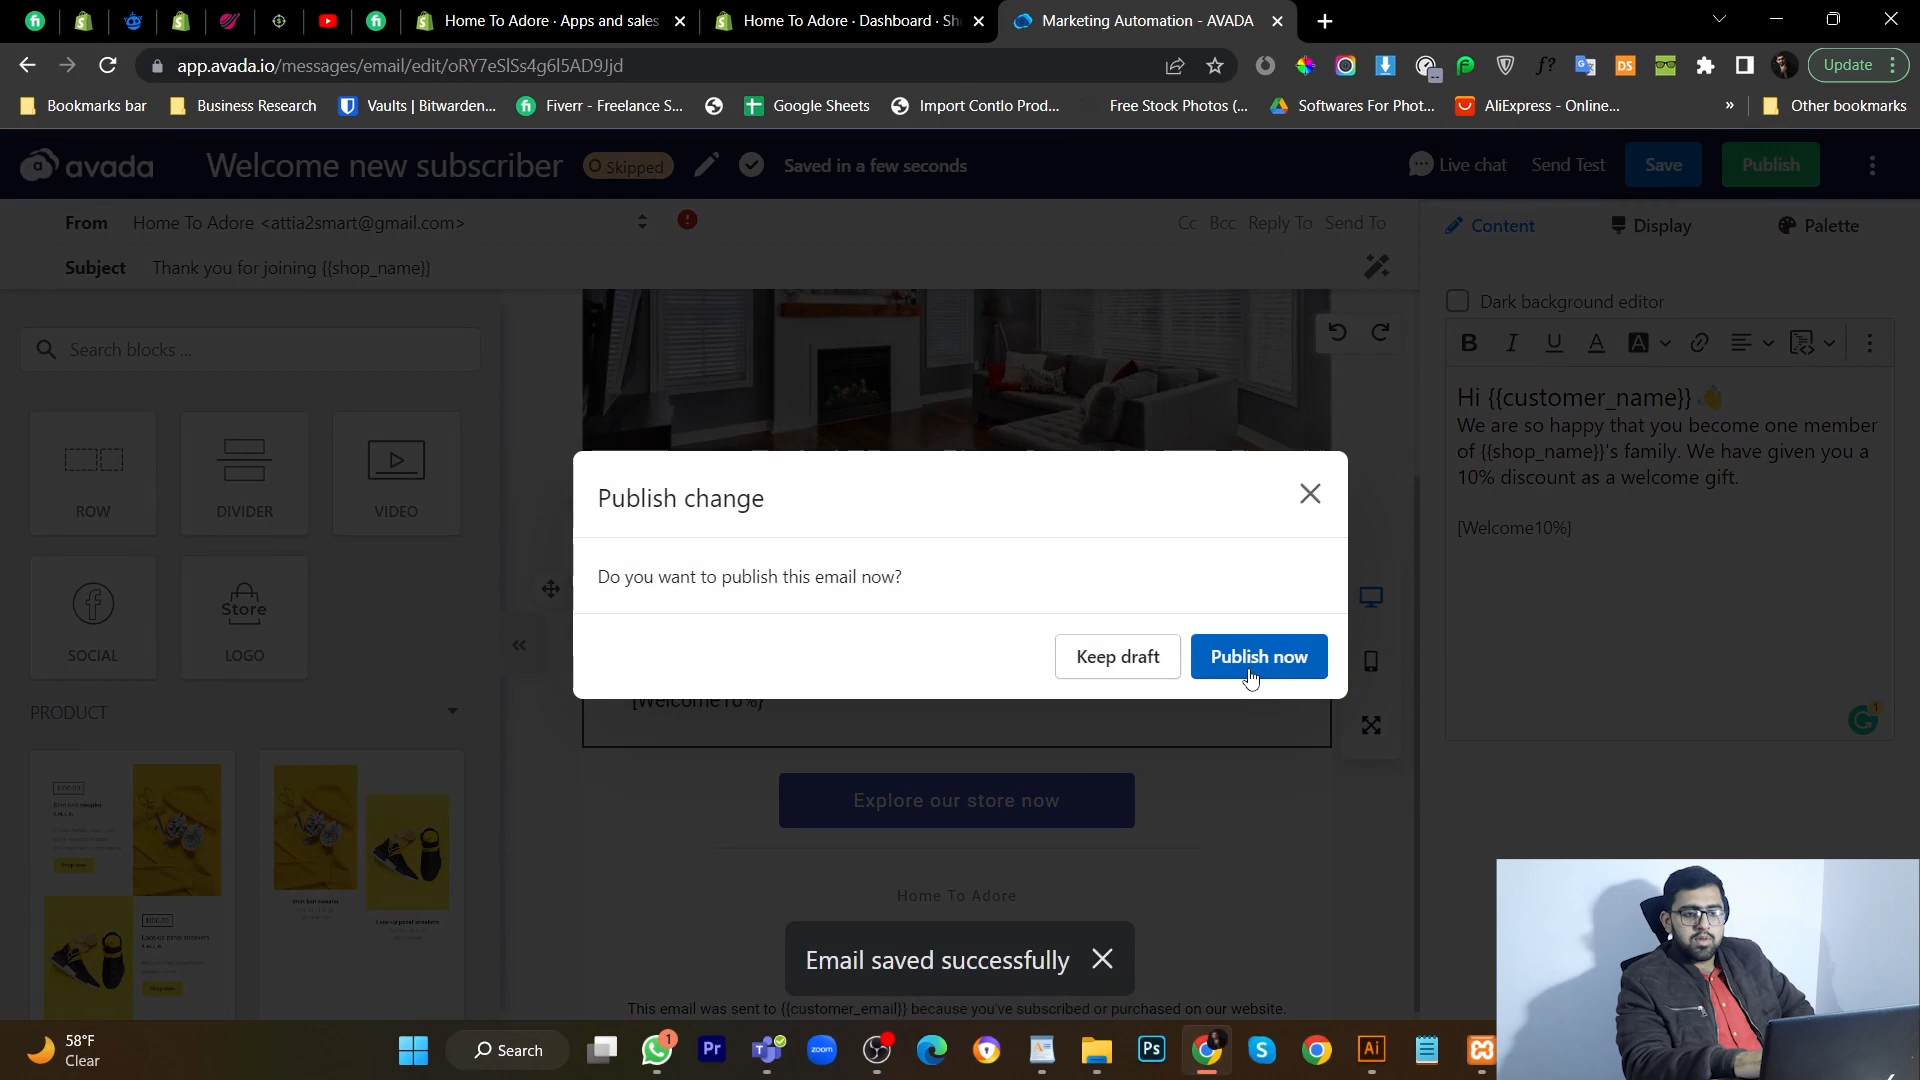 Home To Adore · Apps and sales
Home To Adore · Dashboard · Sh
Marketing Automation - AVADA
app.avada.io/messages/email/edit/oRY7eSlSs4g6l5AD9Jjd
Update
Bookmarks bar
Business Research
Vaults | Bitwarden...
Fiverr - Freelance S...
Google Sheets
Import Contlo Prod...
Free Stock Photos (...
Softwares For Phot...
AliExpress - Online...
»
Other bookmarks
avada
Welcome new subscriber
Skipped
Saved in a few seconds
Live chat
Send Test
Save
Publish
From Home To Adore <attia2smart@gmail.com>
Cc Bcc Reply To Send To
Subject Thank you for joining {{shop_name}}
Content
Display
Palette
Search blocks ...
ROW
DIVIDER
VIDEO
SOCIAL
Store
LOGO
PRODUCT
Dark background editor
Hi {{customer_name}} 👋
We are so happy that you become one member
of {{shop_name}}'s family. We have given you a
10% discount as a welcome gift.
[Welcome10%}
Publish change
Do you want to publish this email now?
Keep draft
Publish now
[Welcome10%}
Explore our store now
Home To Adore
Email saved successfully
This email was sent to {{customer_email}} because you've subscribed or purchased on our website.
58°F
Clear
Search